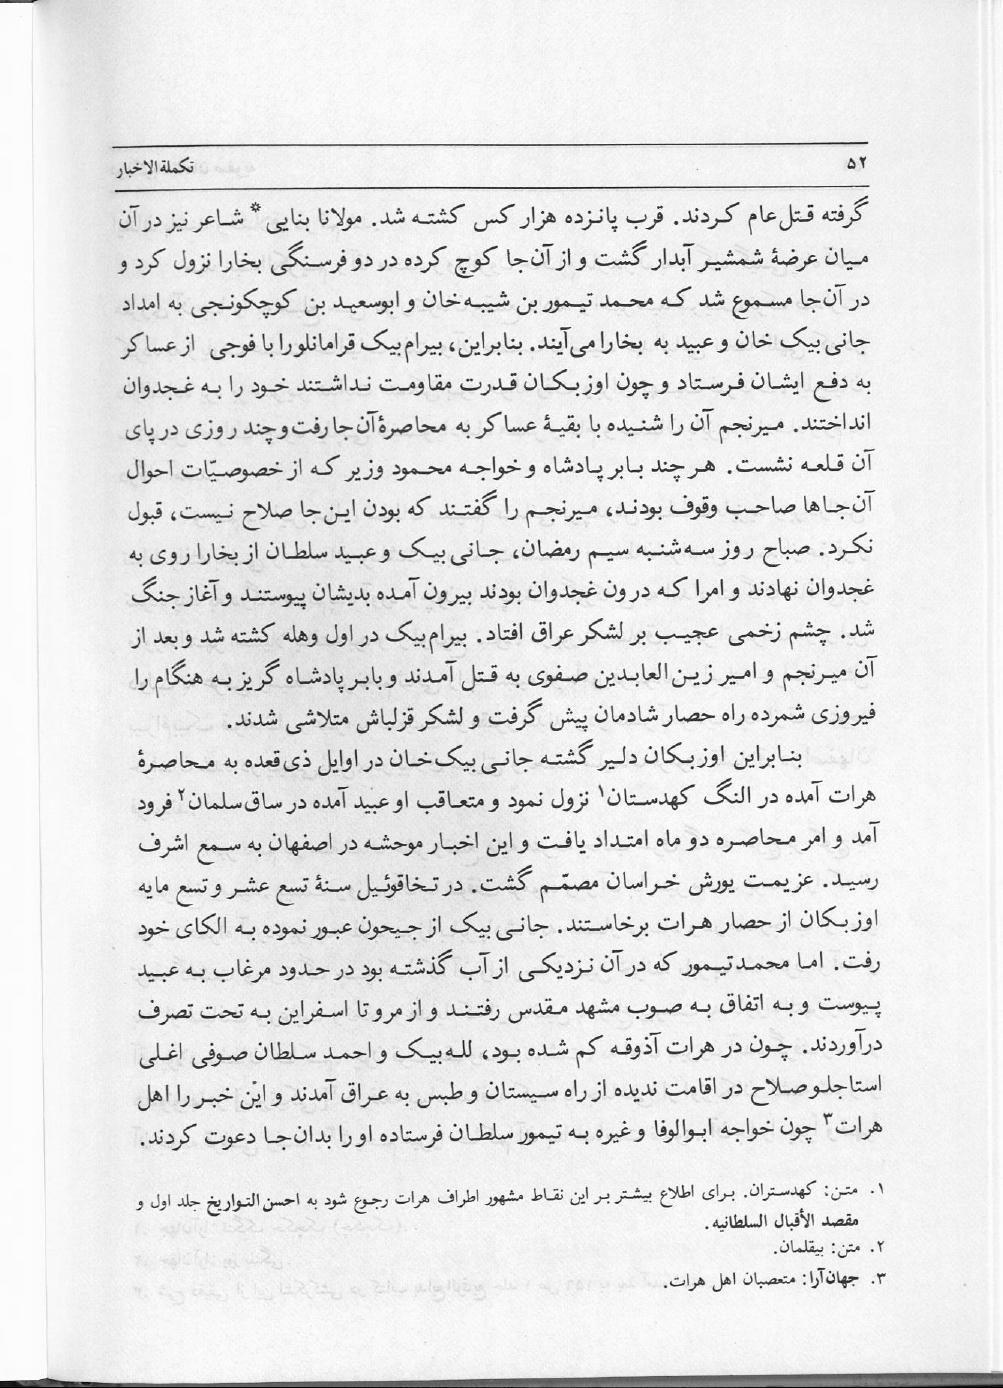 ۵۲
تکملة الاخبار
گرفته قتل‌عام کردند. قرب پانزده هزار کس کشته شد. مولانا بنایی* شاعر نیز در آن
میان عرضهٔ شمشیر آبدار گشت و از آن‌جا کوچ کرده در دو فرسنگی بخارا نزول کرد و
در آن‌جا مسموع شد که محمد تیمور بن شیبه‌خان و ابوسعید بن کوچکونجی به امداد
جانی بیک خان و عبید به بخارا می‌آیند. بنابراین، بیرام‌بیک قرامانلو را با فوجی از عساکر
به دفع ایشان فرستاد و چون اوزبکان قدرت مقاومت نداشتند خود را به غجدوان
انداختند. میرنجم آن را شنیده با بقیهٔ عساکر به محاصرهٔ آن‌جا رفت و چند روزی در پای
آن قلعه نشست. هر چند بابر پادشاه و خواجه محمود وزیر که از خصوصیّات احوال
آن‌جاها صاحب وقوف بودند، میرنجم را گفتند که بودن این‌جا صلاح نیست، قبول
نکرد. صباح روز سه‌شنبه سیم رمضان، جانی بیک و عبید سلطان از بخارا روی به
غجدوان نهادند و امرا که درون غجدوان بودند بیرون آمده بدیشان پیوستند و آغاز جنگ
شد. چشم زخمی عجیب بر لشکر عراق افتاد. بیرام‌بیک در اول وهله کشته شد و بعد از
آن میرنجم و امیر زین‌العابدین صفوی به قتل آمدند و بابر پادشاه گریز به هنگام را
فیروزی شمرده راه حصار شادمان پیش گرفت و لشکر قزلباش متلاشی شدند.
بنابراین اوزبکان دلیر گشته جانی بیک‌خان در اوایل ذی قعده به محاصرهٔ
هرات آمده در النگ کهدستان۱ نزول نمود و متعاقب او عبید آمده در ساق‌سلمان۲ فرود
آمد و امر محاصره دو ماه امتداد یافت و این اخبار موحشه در اصفهان به سمع اشرف
رسید. عزیمت یورش خراسان مصمّم گشت. در تخاقوئیل سنهٔ تسع عشر و تسع مایه
اوزبکان از حصار هرات برخاستند. جانی بیک از جیحون عبور نموده به الکای خود
رفت. اما محمد تیمور که در آن نزدیکی از آب گذشته بود در حدود مرغاب به عبید
پیوست و به اتفاق به صوب مشهد مقدس رفتند و از مرو تا اسفراین به تحت تصرف
درآوردند. چون در هرات آذوقه کم شده بود، لله‌بیک و احمد سلطان صوفی اغلی
استاجلو صلاح در اقامت ندیده از راه سیستان و طبس به عراق آمدند و این خبر را اهل
هرات۳ چون خواجه ابوالوفا و غیره به تیمور سلطان فرستاده او را بدان‌جا دعوت کردند.
۱. متن: کهدستران. برای اطلاع بیشتر بر این نقاط مشهور اطراف هرات رجوع شود به احسن التواریخ جلد اول و
مقصد الأقبال السلطانیه.
۲. متن: بیقلمان.
۳. جهان‌آرا: متعصبان اهل هرات.